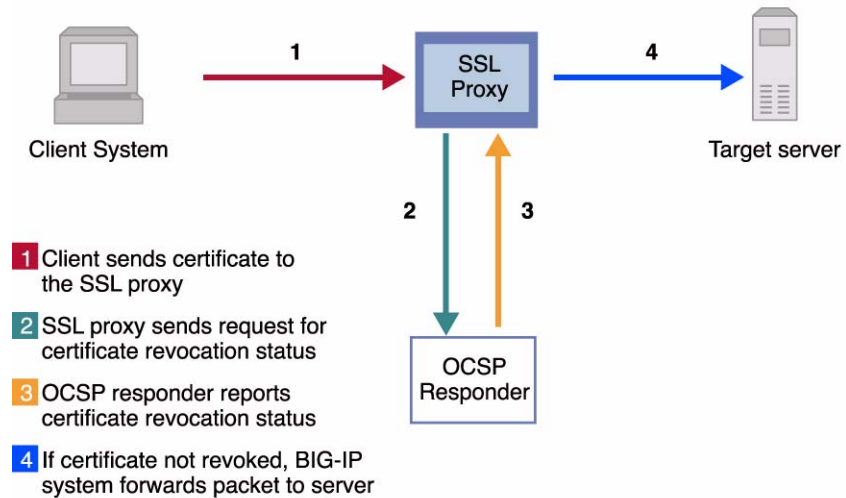 1
4
SSL
Proxy
Client System
Target server
2
3
1 Client sends certificate to
the SSL proxy
2 SSL proxy sends request for
certificate revocation status
OCSP
Responder
3 OCSP responder reports
certificate revocation status
4 If certificate not revoked, BIG-IP
system forwards packet to server